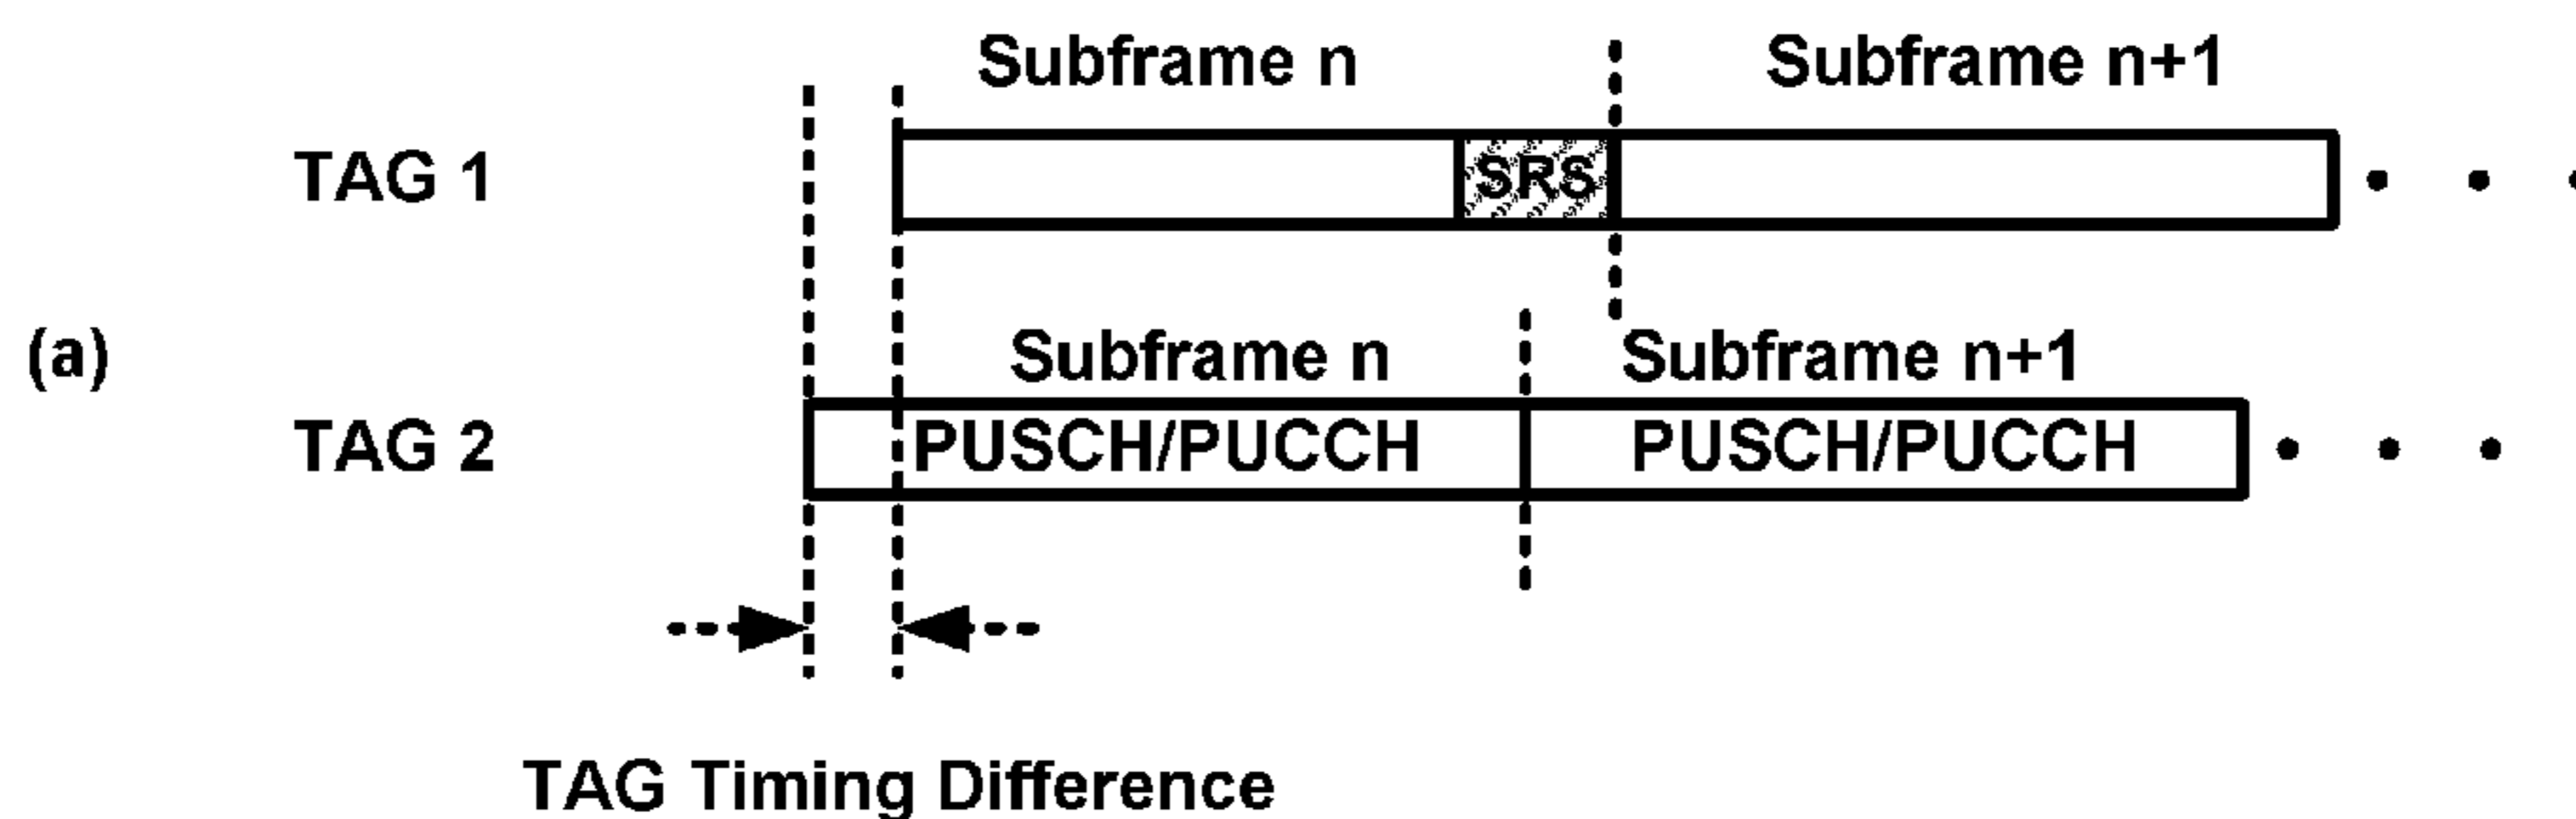 Subframe n Subframe n+1
TAG 1 SRS
(a)
Subframe n Subframe n+1
TAG 2 PUSCH/PUCCH PUSCH/PUCCH
TAG Timing Difference